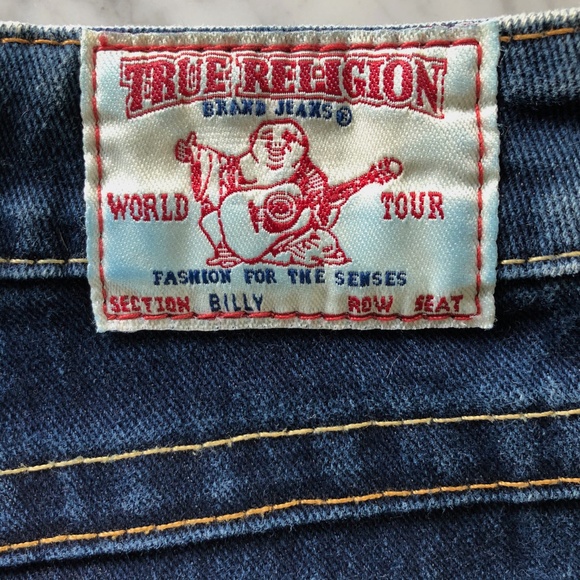 TRUE RELIGION
BRAND JEANS ®
WORLD TOUR
FASHION FOR THE SENSES
SECTION BILLY ROW SEAT